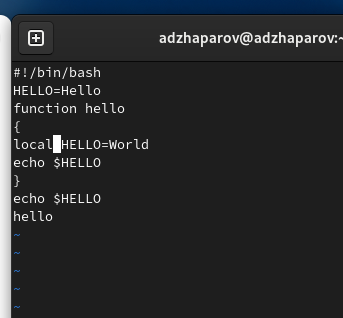 adzhaparov@adzhaparov:~
#!/bin/bash
HELLO=Hello
function hello
{
local HELLO=World
echo $HELLO
}
echo $HELLO
hello
~
~
~
~
~